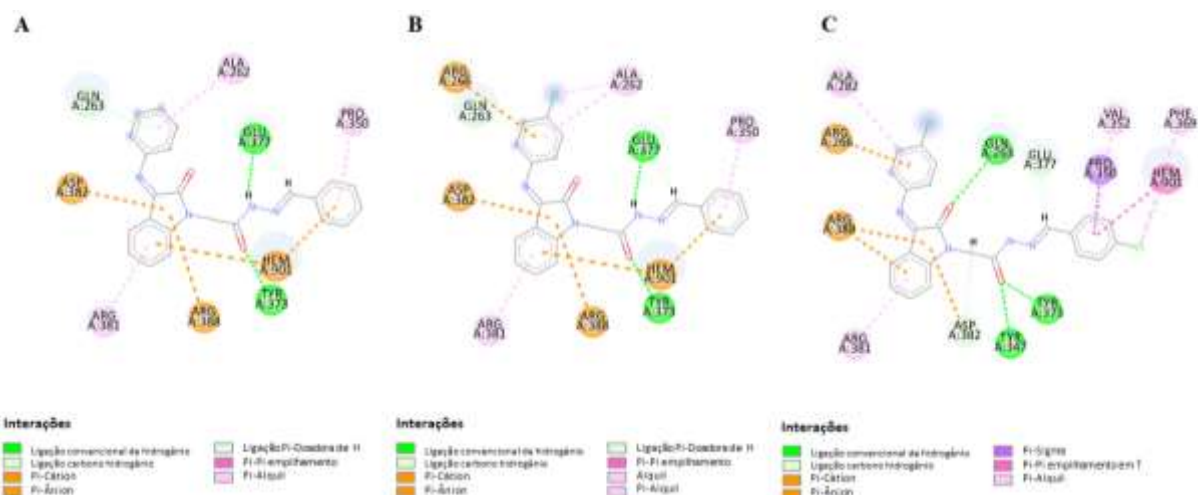 A
ALA
A:262
GLN
A:263
GLU
A:377
PRO
A:350
ASP
A:382
HEM
A:901
TYR
A:373
ARG
A:388
ARG
A:381
H
H
B
ARG
A:266
GLN
A:263
ALA
A:262
GLU
A:377
PRO
A:350
ASP
A:382
HEM
A:901
TYR
A:373
ARG
A:388
ARG
A:381
H
H
C
ALA
A:262
ARG
A:266
GLN
A:263
GLU
A:377
VAL
A:352
PHE
A:369
PRO
A:350
HEM
A:901
ARG
A:388
TYR
A:373
TYR
A:347
ASP
A:382
ARG
A:381
H
H
Interações
Ligação convencional de hidrogênio
Ligação carbono hidrogênio
Pi-Cátion
Pi-Ânion
Ligação Pi-Doadora de H
Pi-Pi empilhamento
Pi-Alquil
Interações
Ligação convencional de hidrogênio
Ligação carbono hidrogênio
Pi-Cátion
Pi-Ânion
Ligação Pi-Doadora de H
Pi-Pi empilhamento
Alquil
Pi-Alquil
Interações
Ligação convencional de hidrogênio
Ligação carbono hidrogênio
Pi-Cátion
Pi-Ânion
Pi-Sigma
Pi-Pi empilhamento em T
Pi-Alquil